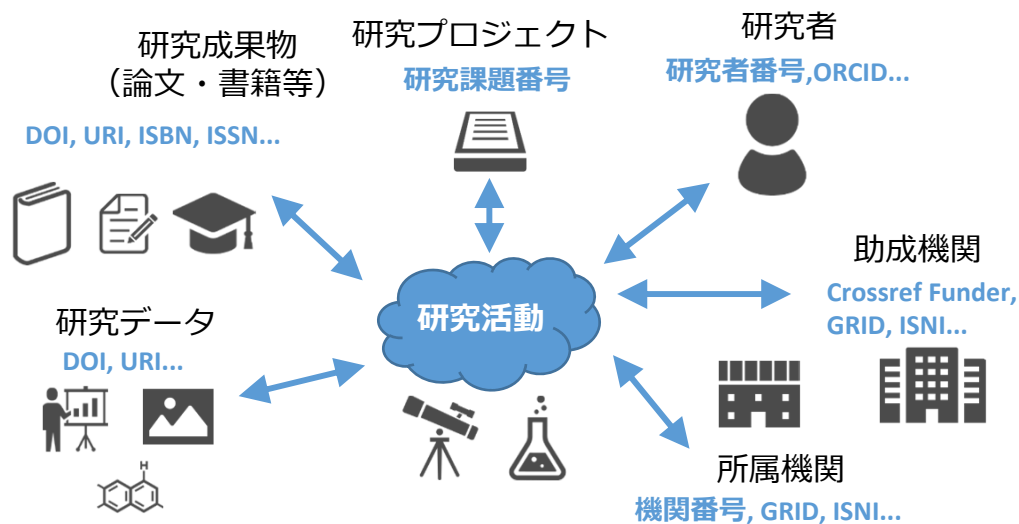 研究成果物
（論文・書籍等）
DOI, URI, ISBN, ISSN...
研究プロジェクト
研究課題番号
研究者
研究者番号,ORCID...
助成機関
Crossref Funder,
GRID, ISNI...
研究活動
研究データ
DOI, URI...
H
所属機関
機関番号, GRID, ISNI...